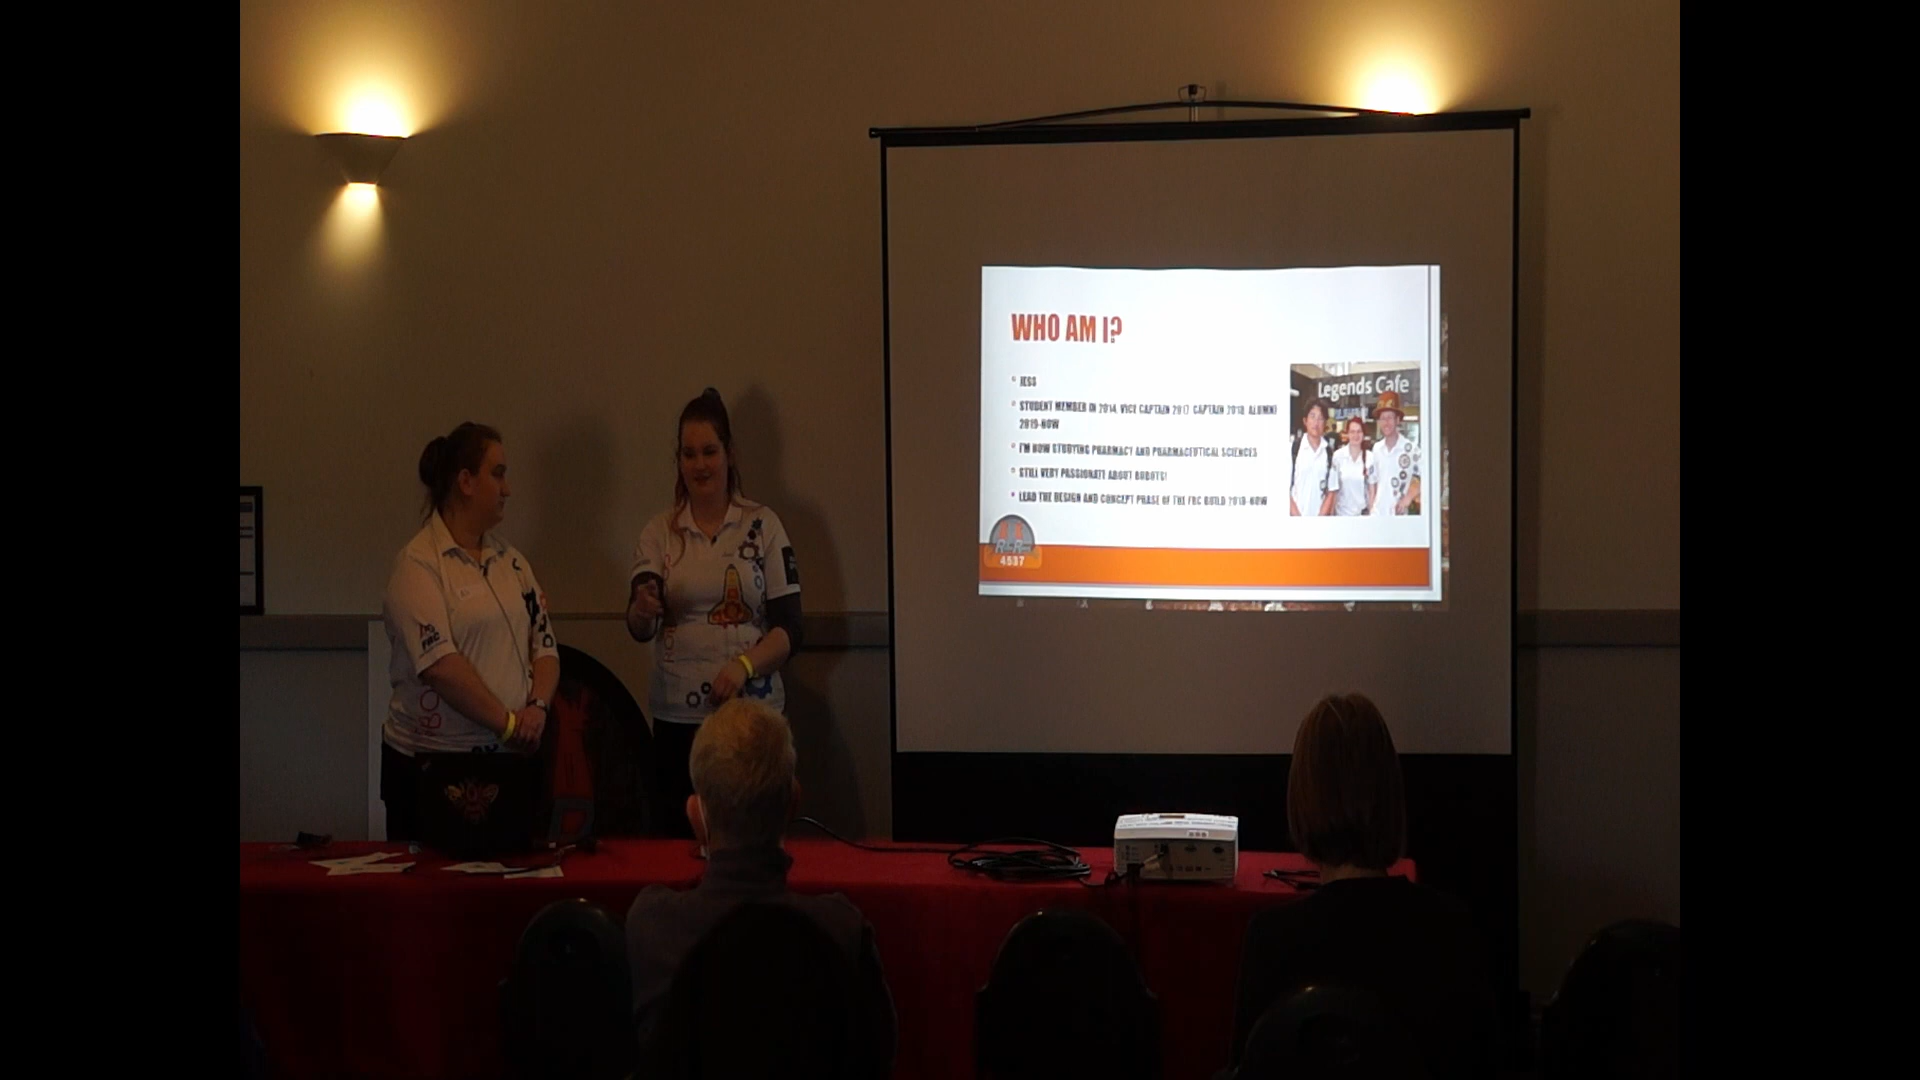 WHO AM I?
JESS
STUDENT MEMBER IN 2014, VICE CAPTAIN 2017, CAPTAIN 2018, ALUMNI
2019-NOW
I'M NOW STUDYING PHARMACY AND PHARMACEUTICAL SCIENCES
STILL VERY PASSIONATE ABOUT ROBOTS!
LEAD THE DESIGN AND CONCEPT PHASE OF THE FRC BUILD 2019-NOW
Legends Cafe
4537
FRC